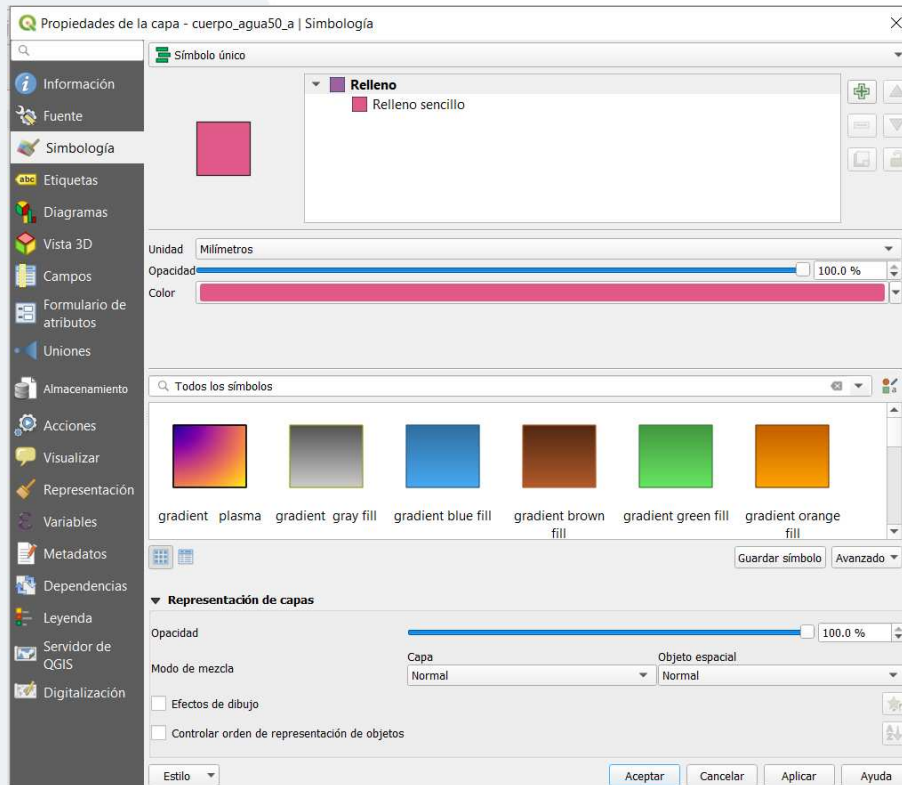 Propiedades de la capa - cuerpo_agua50_a | Simbología
Información
Fuente
Simbología
abc Etiquetas
Diagramas
Vista 3D
Campos
Formulario de
atributos
Uniones
Almacenamiento
Acciones
Visualizar
Representación
Variables
Metadatos
Dependencias
Leyenda
Servidor de
QGIS
Digitalización
Símbolo único
Relleno
Relleno sencillo
Unidad Milímetros
Opacidad 100.0 %
Color
Todos los símbolos
gradient plasma gradient gray fill gradient blue fill gradient brown fill gradient green fill gradient orange fill
Guardar símbolo Avanzado
Representación de capas
Opacidad 100.0 %
Capa Objeto espacial
Modo de mezcla Normal Normal
Efectos de dibujo
Controlar orden de representación de objetos
Estilo Aceptar Cancelar Aplicar Ayuda